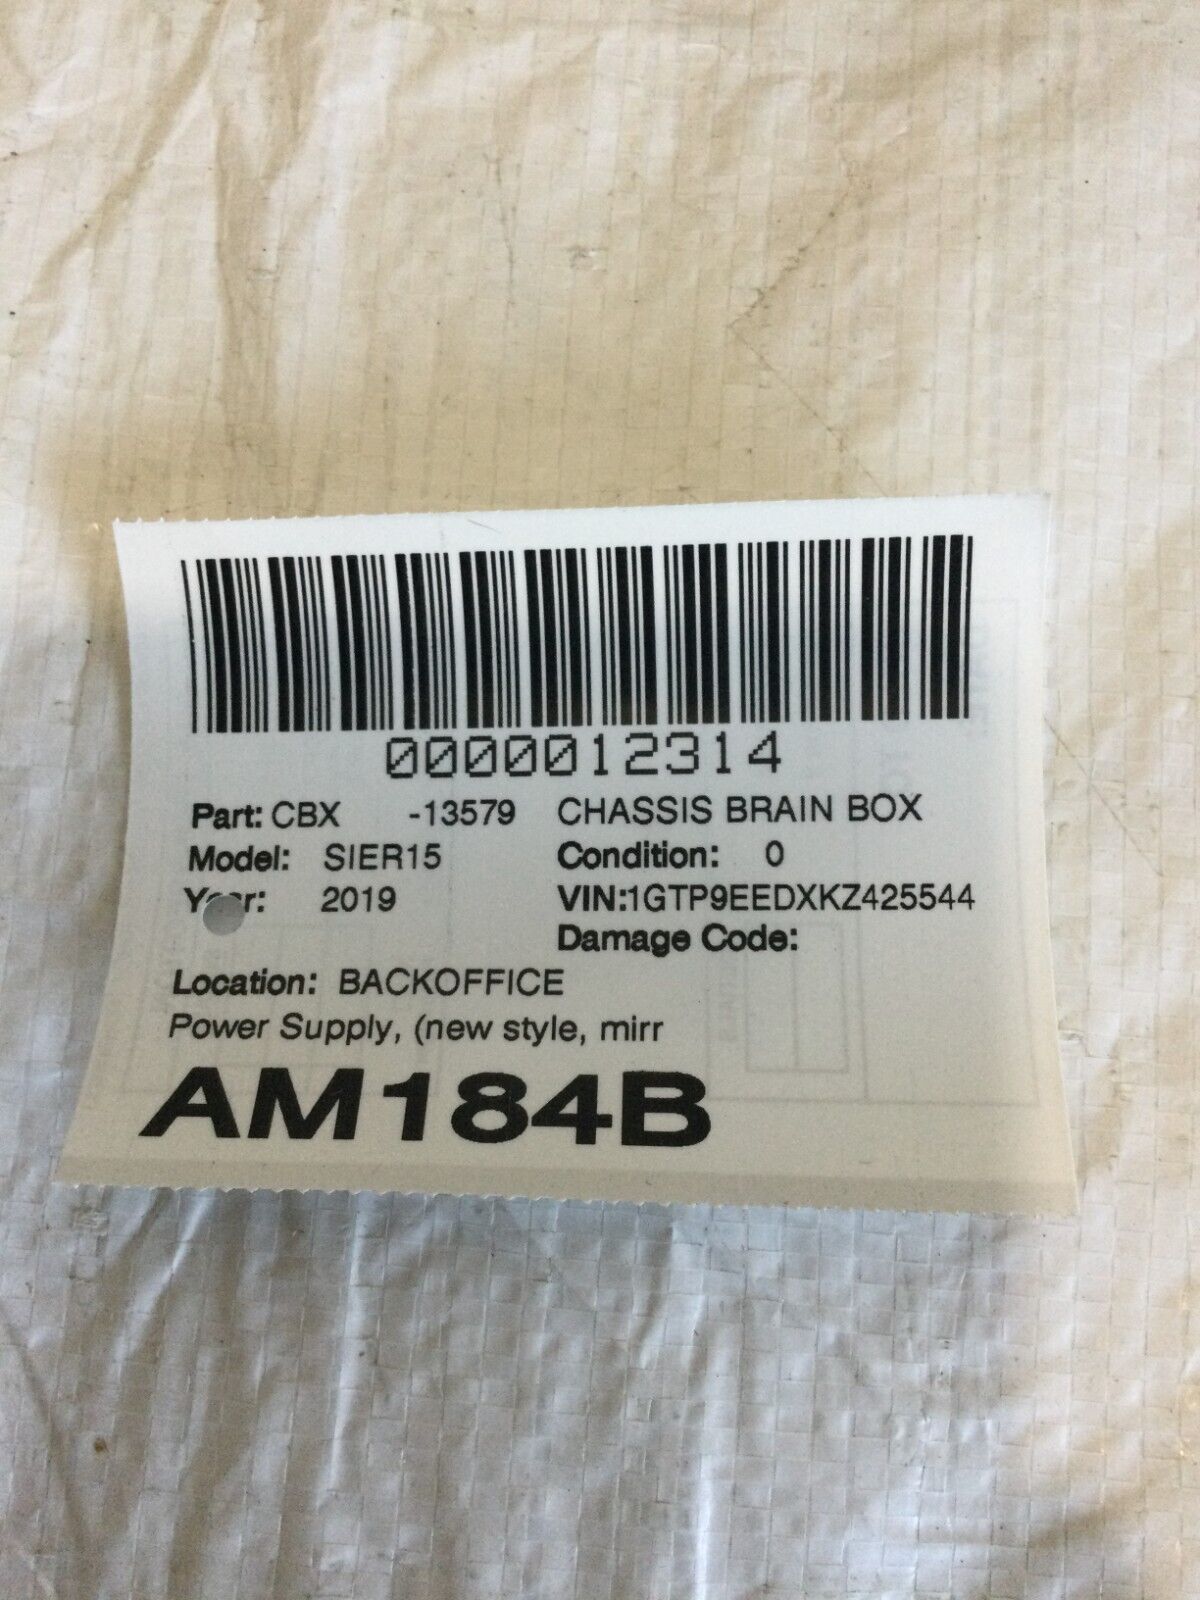 0000012314
Part: CBX -13579 CHASSIS BRAIN BOX
Model: SIER15 Condition: 0
Year: 2019 VIN:1GTP9EEDXKZ425544
Damage Code:
Location: BACKOFFICE
Power Supply, (new style, mirr
AM184B